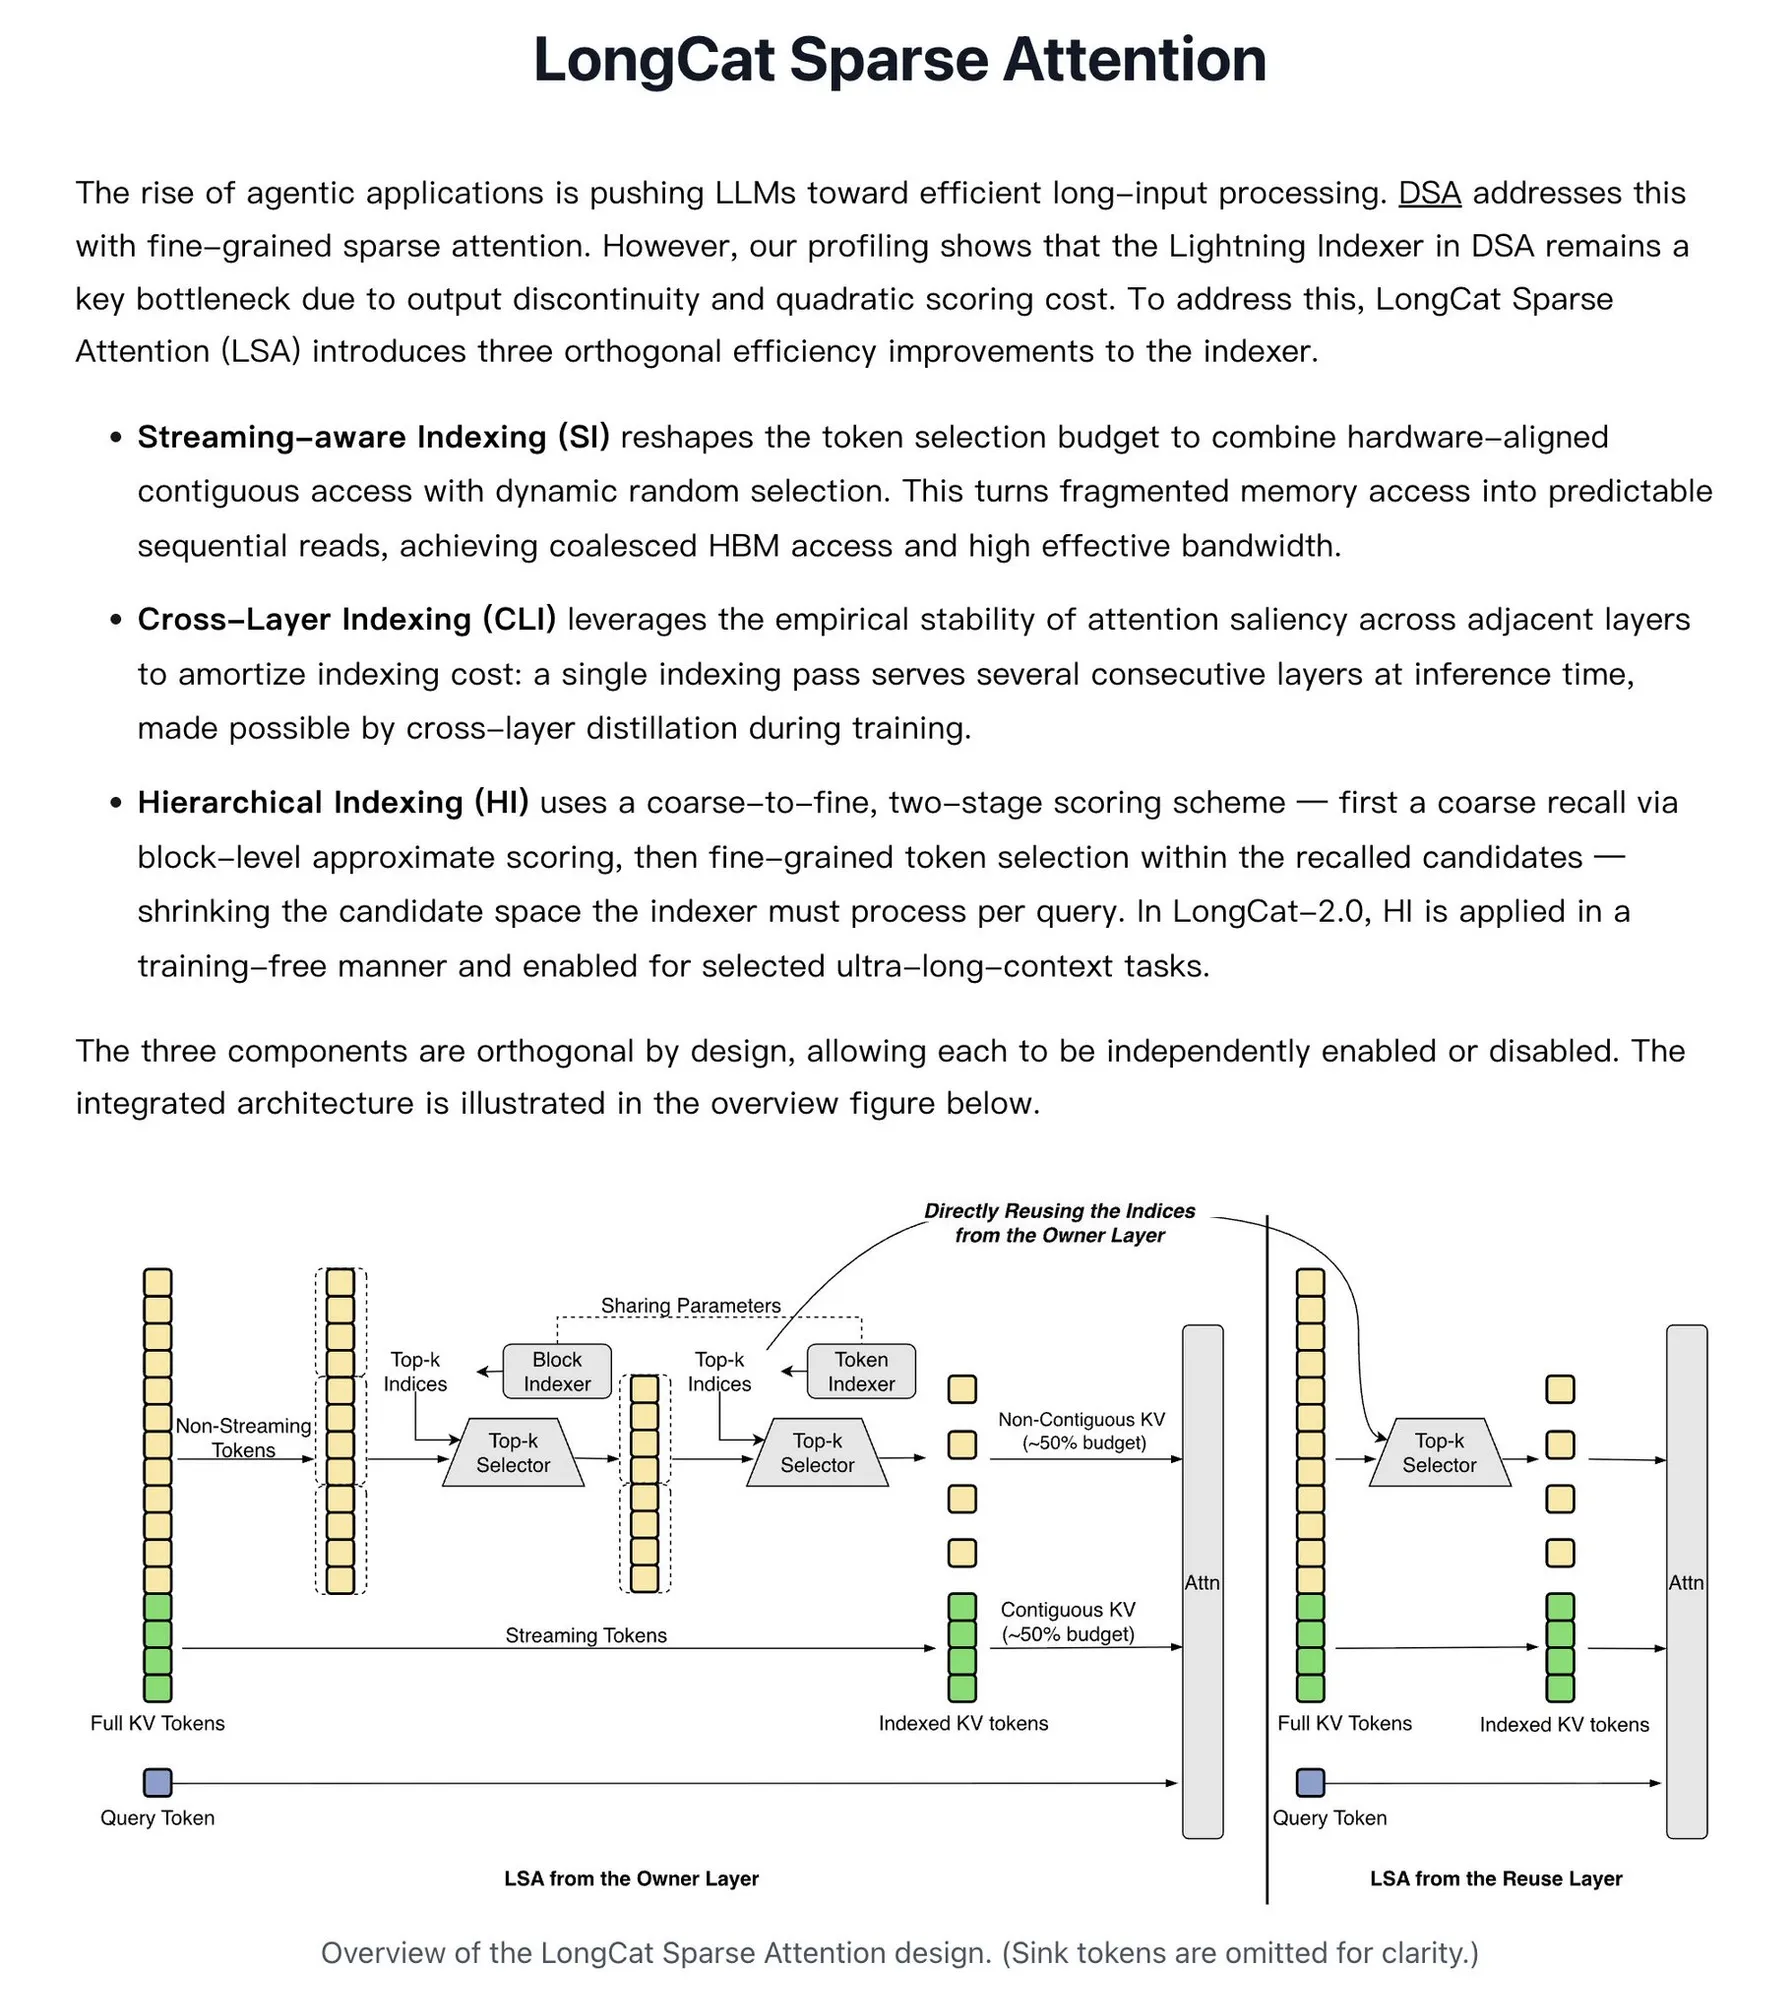 LongCat Sparse Attention
The rise of agentic applications is pushing LLMs toward efficient long-input processing. DSA addresses this
with fine-grained sparse attention. However, our profiling shows that the Lightning Indexer in DSA remains a
key bottleneck due to output discontinuity and quadratic scoring cost. To address this, LongCat Sparse
Attention (LSA) introduces three orthogonal efficiency improvements to the indexer.
• Streaming-aware Indexing (SI) reshapes the token selection budget to combine hardware-aligned
contiguous access with dynamic random selection. This turns fragmented memory access into predictable
sequential reads, achieving coalesced HBM access and high effective bandwidth.
• Cross-Layer Indexing (CLI) leverages the empirical stability of attention saliency across adjacent layers
to amortize indexing cost: a single indexing pass serves several consecutive layers at inference time,
made possible by cross-layer distillation during training.
• Hierarchical Indexing (HI) uses a coarse-to-fine, two-stage scoring scheme — first a coarse recall via
block-level approximate scoring, then fine-grained token selection within the recalled candidates —
shrinking the candidate space the indexer must process per query. In LongCat-2.0, HI is applied in a
training-free manner and enabled for selected ultra-long-context tasks.
The three components are orthogonal by design, allowing each to be independently enabled or disabled. The
integrated architecture is illustrated in the overview figure below.
Directly Reusing the Indices
from the Owner Layer
Sharing Parameters
Top-k
Indices
Block
Indexer
Top-k
Indices
Token
Indexer
Non-Streaming
Tokens
Top-k
Selector
Top-k
Selector
Non-Contiguous KV
(~50% budget)
Top-k
Selector
Attn
Attn
Streaming Tokens
Contiguous KV
(~50% budget)
Full KV Tokens
Indexed KV tokens
Full KV Tokens
Indexed KV tokens
Query Token
Query Token
LSA from the Owner Layer
LSA from the Reuse Layer
Overview of the LongCat Sparse Attention design. (Sink tokens are omitted for clarity.)